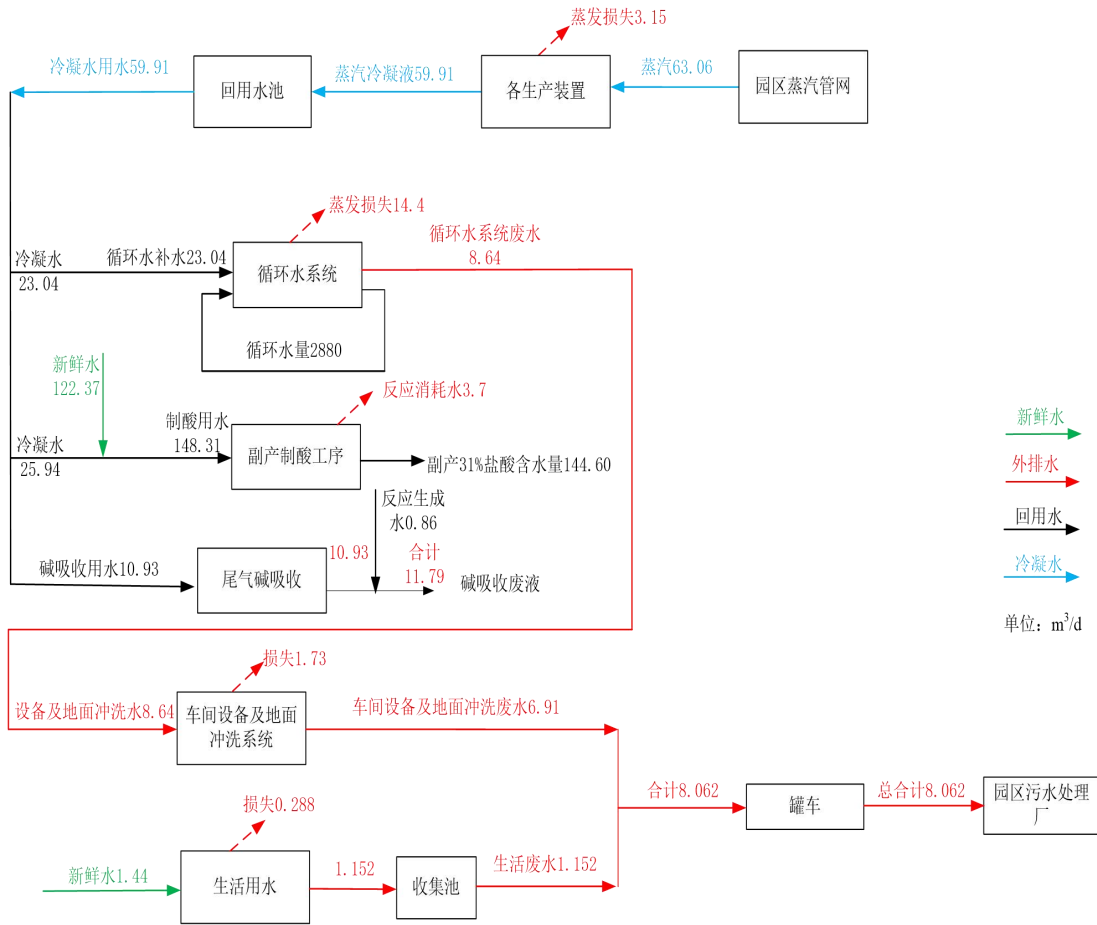 蒸发损失3.15
冷凝水用水59.91
回用水池
蒸汽冷凝液59.91
各生产装置
蒸汽63.06
园区蒸汽管网
蒸发损失14.4
循环水系统废水
8.64
冷凝水
23.04
循环水补水23.04
循环水系统
循环水量2880
新鲜水
122.37
反应消耗水3.7
冷凝水
25.94
制酸用水
148.31
副产制酸工序
副产31%盐酸含水量144.60
反应生成
水0.86
碱吸收用水10.93
尾气碱吸收
10.93
合计
11.79
碱吸收废液
新鲜水
外排水
回用水
冷凝水
单位：m³/d
损失1.73
设备及地面冲洗水8.64
车间设备及地面
冲洗系统
车间设备及地面冲洗废水6.91
合计8.062
罐车
总合计8.062
园区污水处理
厂
损失0.288
新鲜水1.44
生活用水
1.152
收集池
生活废水1.152